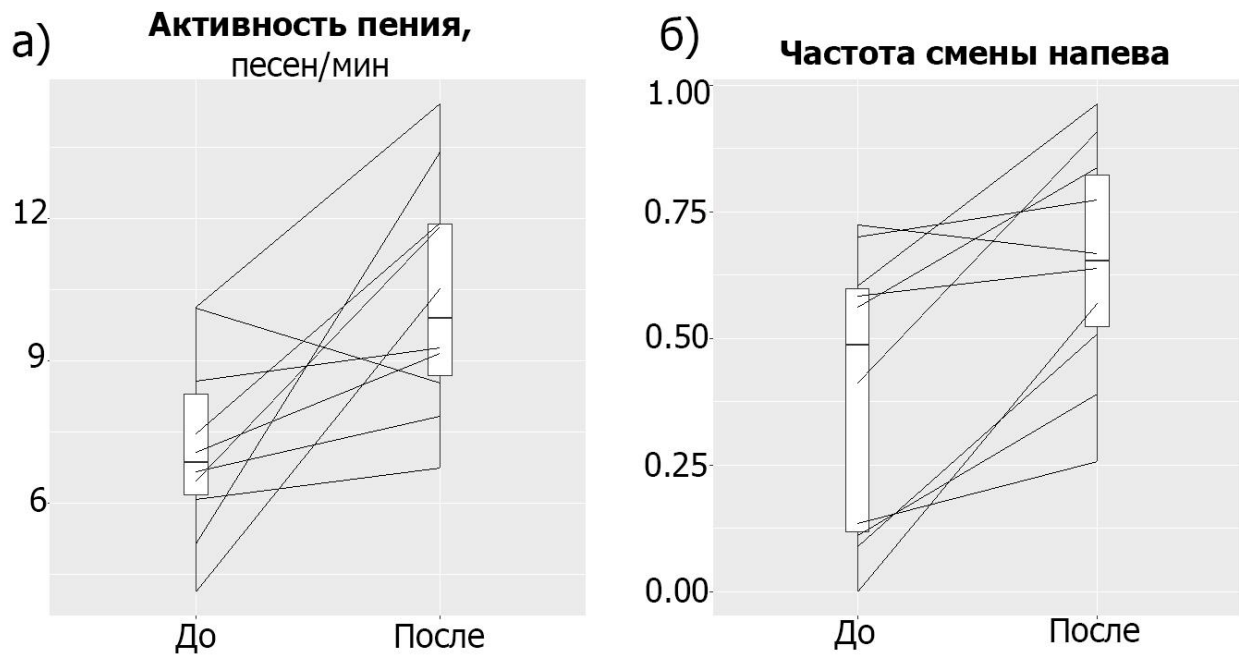 а)
Активность пения,
песен/мин
12
9
6
До
После
б)
Частота смены напева
1.00
0.75
0.50
0.25
0.00
До
После